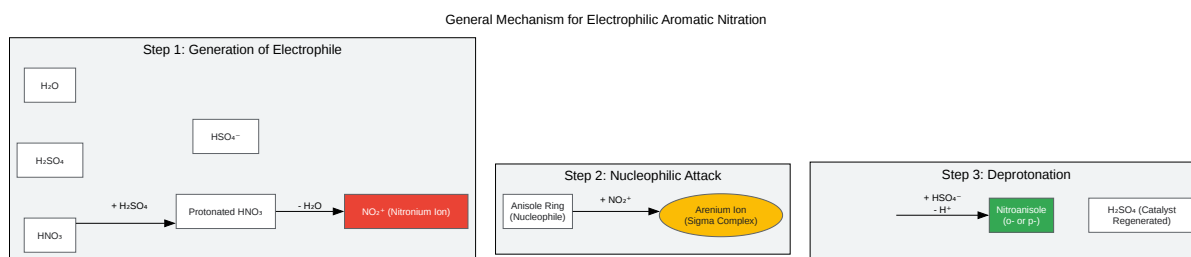 General Mechanism for Electrophilic Aromatic Nitration
Step 1: Generation of Electrophile
H₂O
HSO₄⁻
H₂SO₄
+ H₂SO₄
- H₂O
HNO₃
Protonated HNO₃
NO₂⁺ (Nitronium Ion)
Step 2: Nucleophilic Attack
Anisole Ring
(Nucleophile)
+ NO₂⁺
Arenium Ion
(Sigma Complex)
Step 3: Deprotonation
+ HSO₄⁻
- H⁺
Nitroanisole
(o- or p-)
H₂SO₄ (Catalyst
Regenerated)